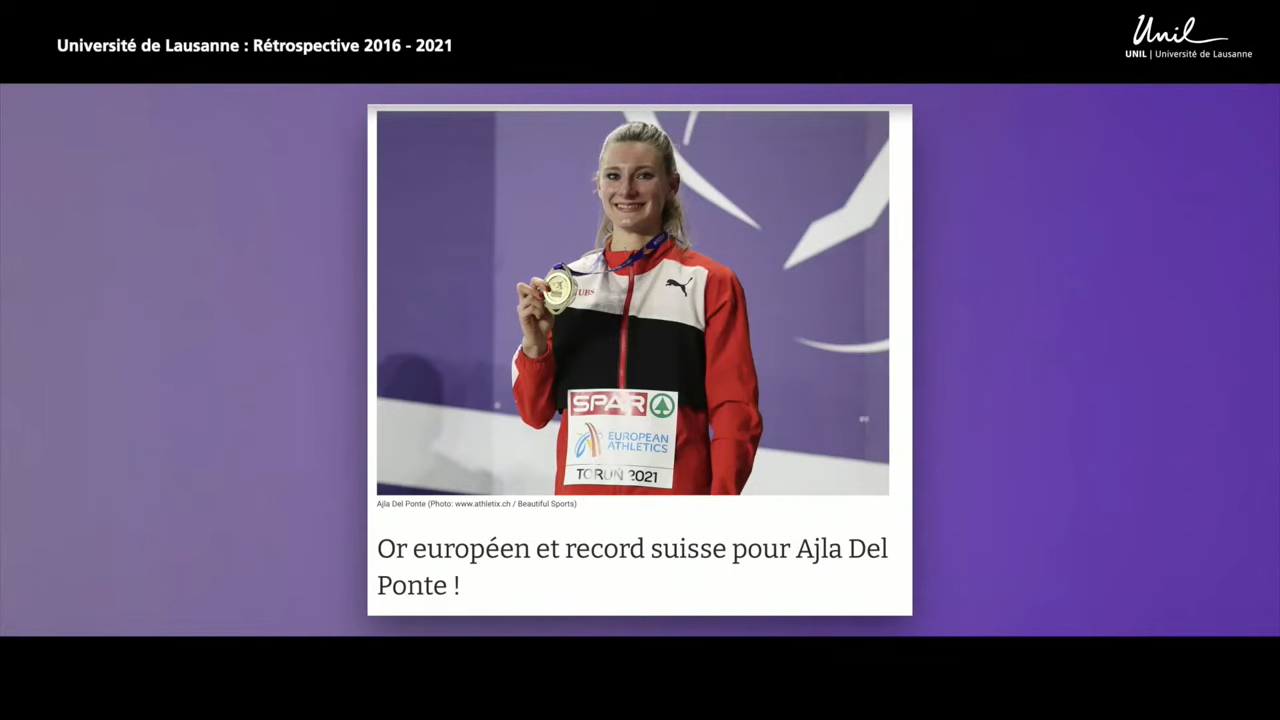 Université de Lausanne : Rétrospective 2016 - 2021
Unil
UNIL | Université de Lausanne
UBS
SPAR
EUROPEAN
ATHLETICS
TORUŃ 2021
Ajla Del Ponte (Photo: www.athletix.ch / Beautiful Sports)
Or européen et record suisse pour Ajla Del
Ponte !